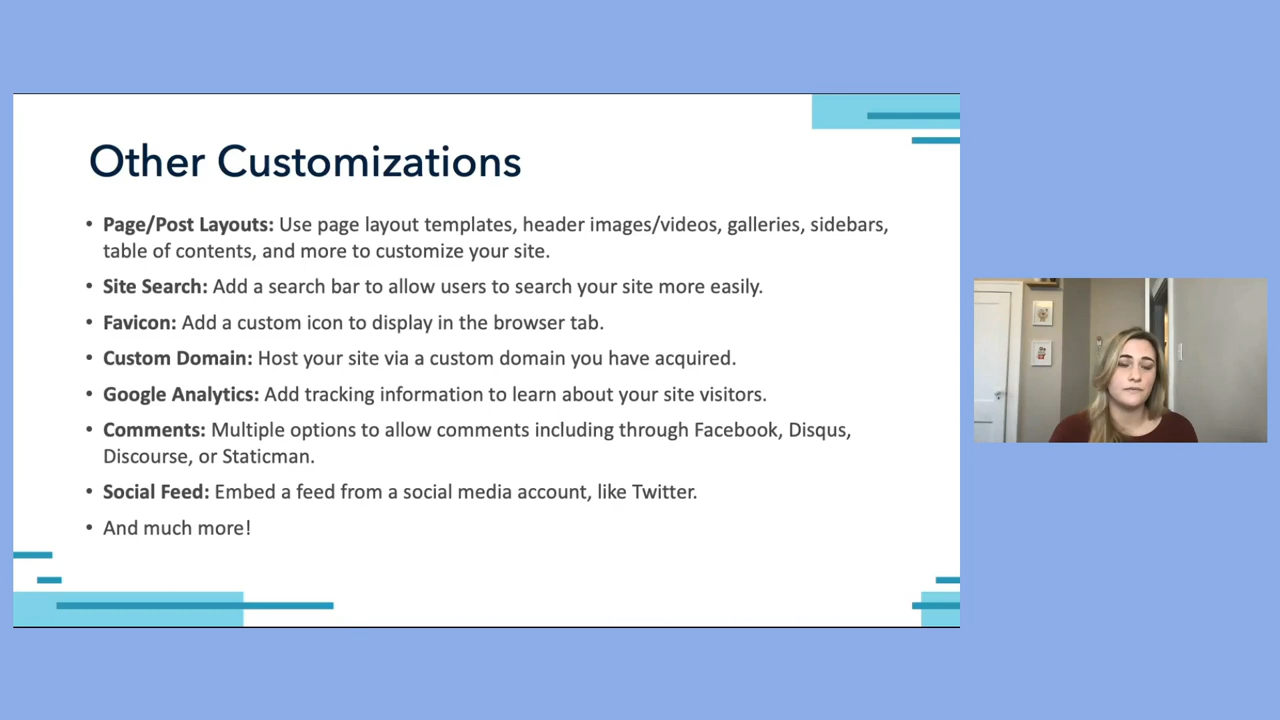 Other Customizations
• Page/Post Layouts: Use page layout templates, header images/videos, galleries, sidebars,
table of contents, and more to customize your site.
• Site Search: Add a search bar to allow users to search your site more easily.
• Favicon: Add a custom icon to display in the browser tab.
• Custom Domain: Host your site via a custom domain you have acquired.
• Google Analytics: Add tracking information to learn about your site visitors.
• Comments: Multiple options to allow comments including through Facebook, Disqus,
Discourse, or Staticman.
• Social Feed: Embed a feed from a social media account, like Twitter.
• And much more!